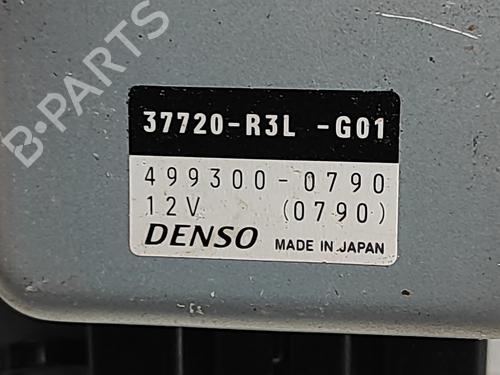 B-PARTS
37720-R3L -G01
499300-0790
12V (0790)
DENSO MADE IN JAPAN